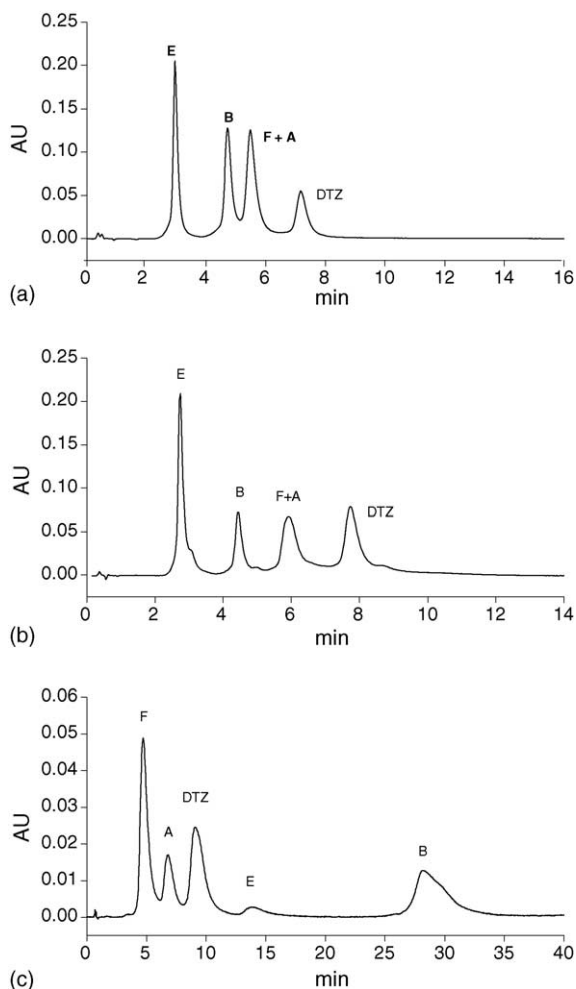 E
0.25
0.20
0.15
0.10
0.05
0.00
AU
B
F + A
DTZ
0 2 4 6 8 10 12 14 16
min
(a)
0.25
E
0.20
0.15
0.10
0.05
0.00
AU
B
F+A
DTZ
0 2 4 6 8 10 12 14
min
(b)
0.06
F
0.05
0.04
0.03
0.02
0.01
0.00
AU
A
DTZ
E
B
0 5 10 15 20 25 30 35 40
min
(c)